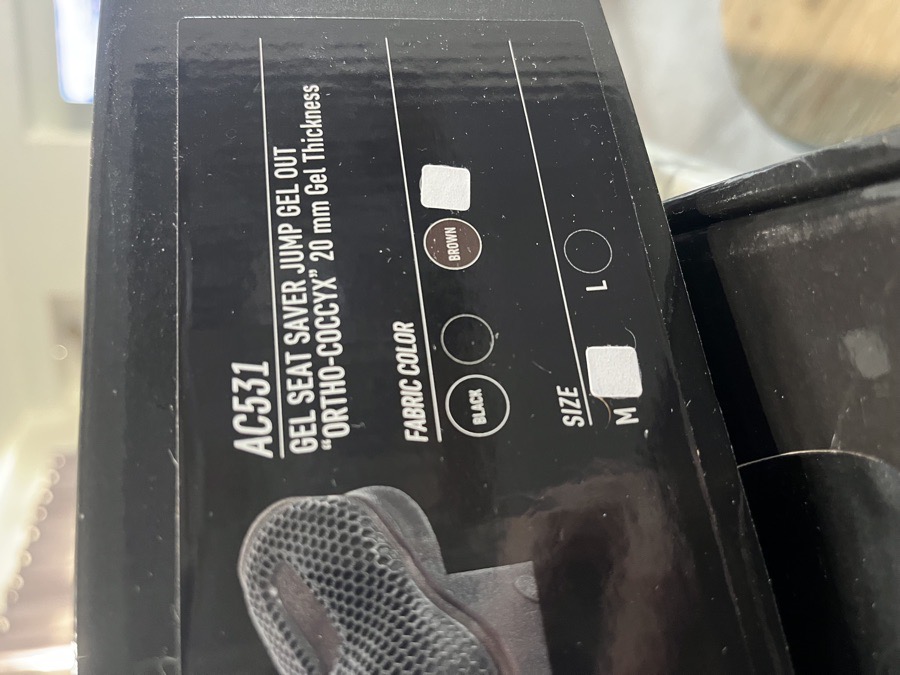 AC531
GEL SEAT SAVER JUMP GEL OUT
“ORTHO-COCCYX” 20 mm Gel Thickness
FABRIC COLOR
BLACK BROWN
SIZE
M L